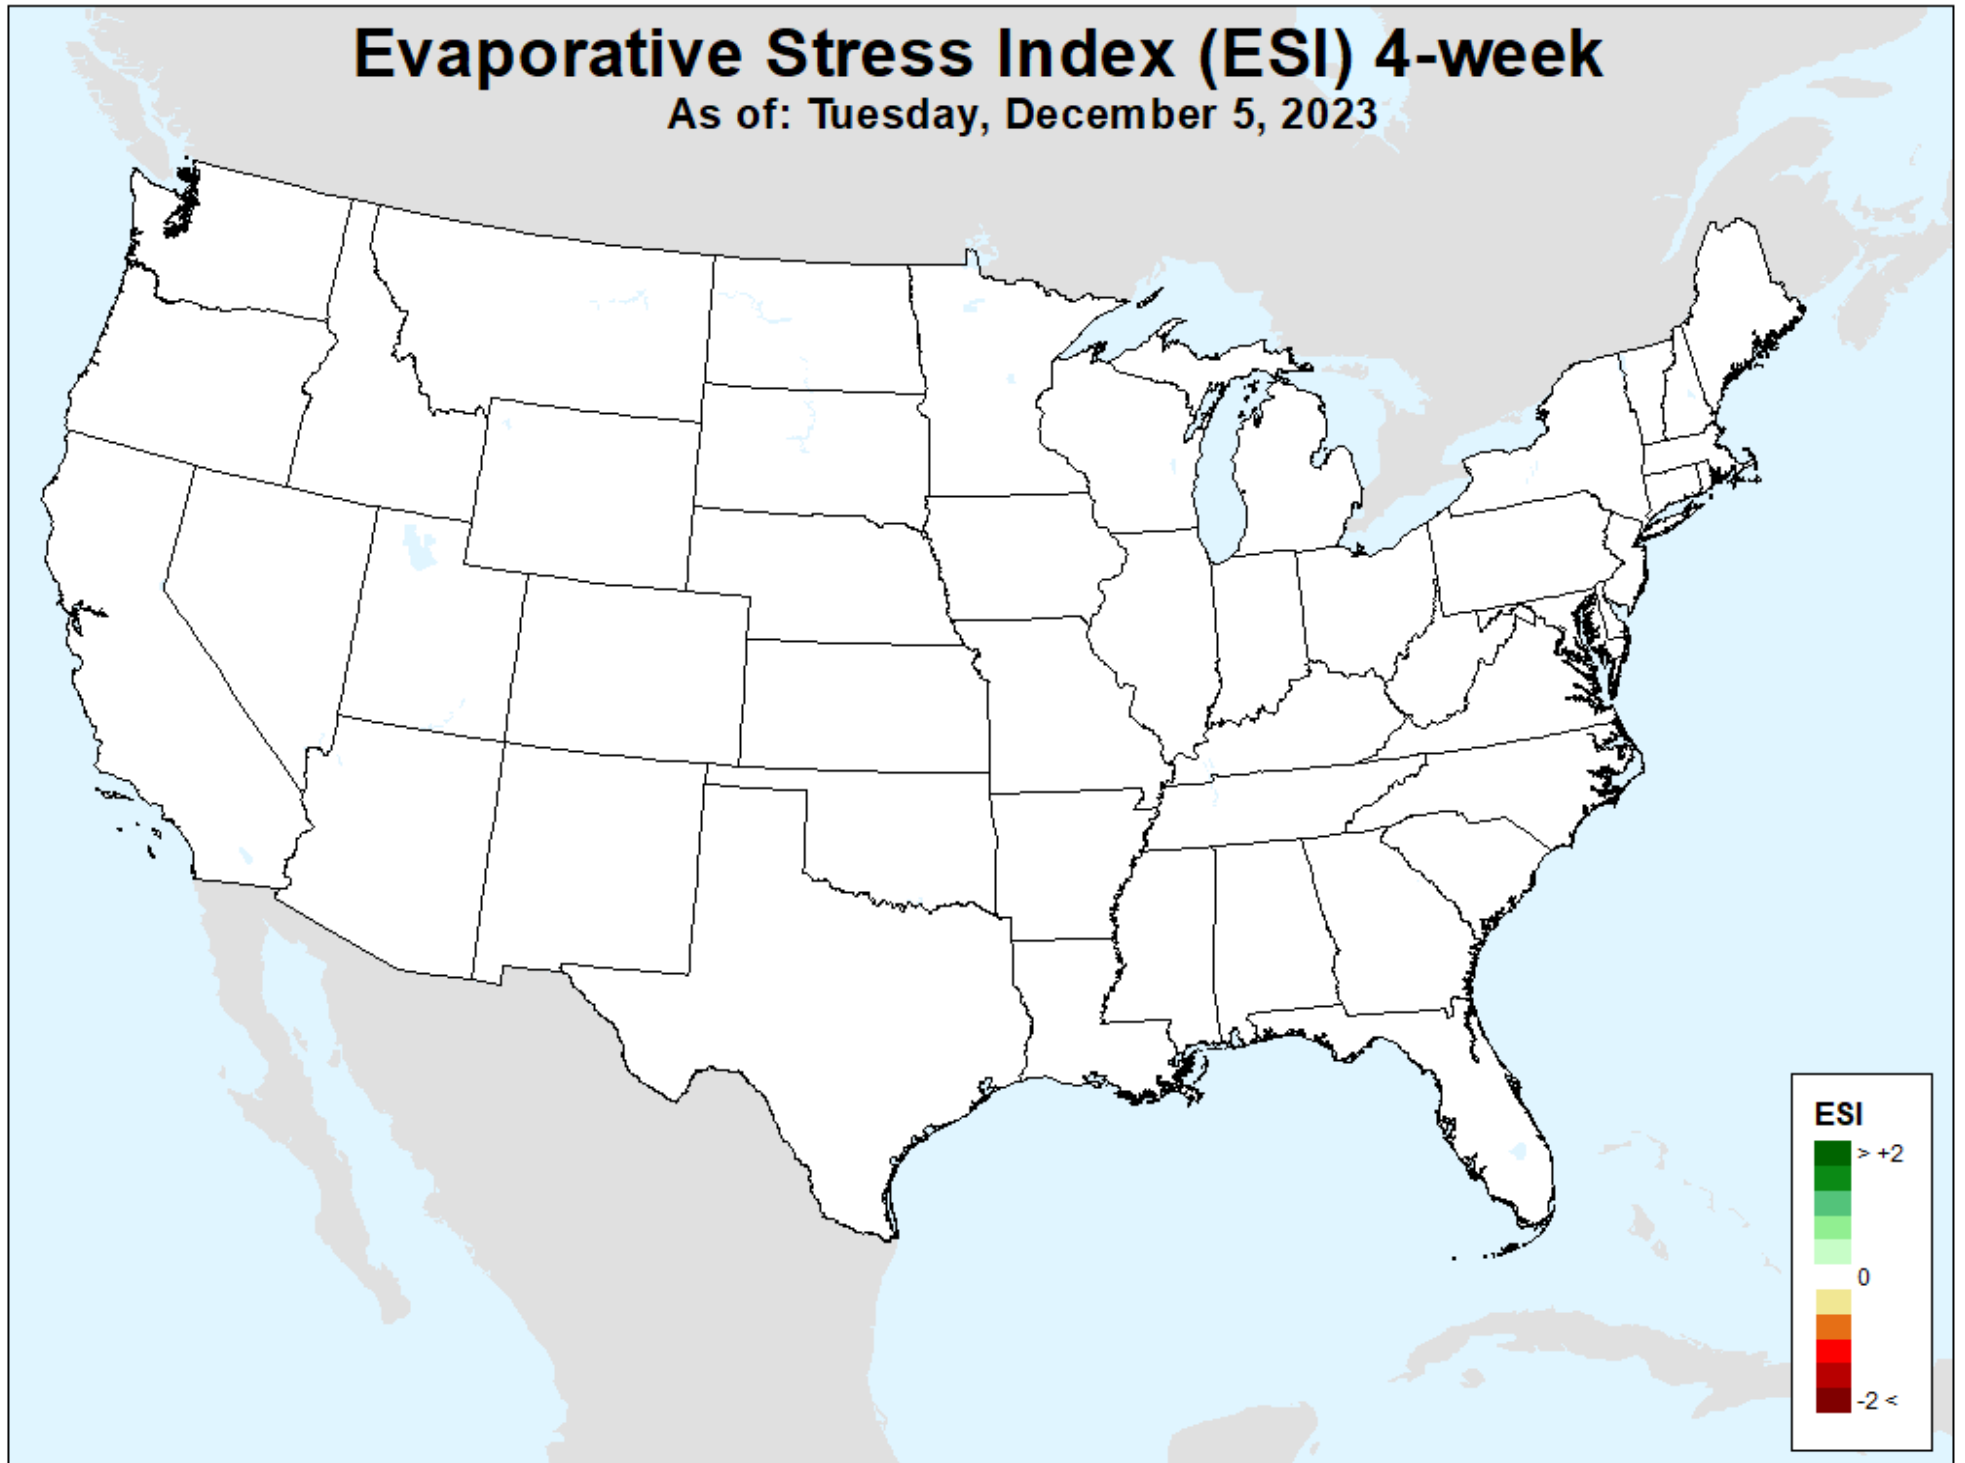 Evaporative Stress Index (ESI) 4-week
As of: Tuesday, December 5, 2023
ESI
> +2
0
-2 <